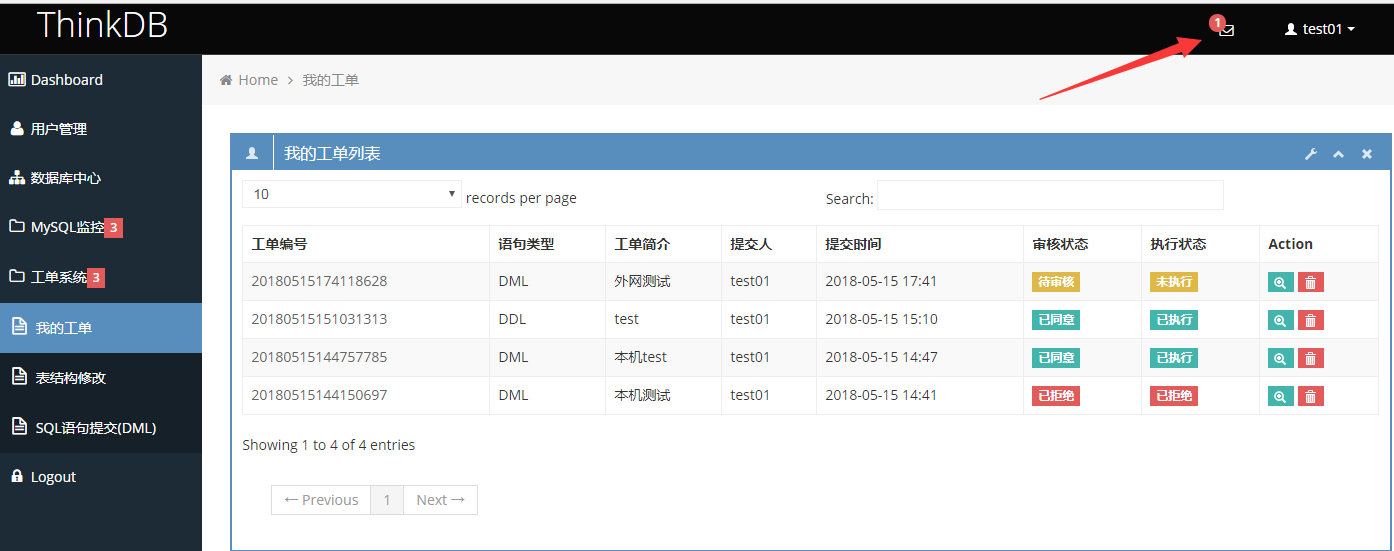 ThinkDB
1
test01
Dashboard
用户管理
数据库中心
MySQL监控 3
工单系统 3
我的工单
表结构修改
SQL语句提交(DML)
Logout
Home > 我的工单
我的工单列表
10 records per page
Search:
工单编号 语句类型 工单简介 提交人 提交时间 审核状态 执行状态 Action
20180515174118628 DML 外网测试 test01 2018-05-15 17:41 待审核 未执行
20180515151031313 DDL test test01 2018-05-15 15:10 已同意 已执行
20180515144757785 DML 本机test test01 2018-05-15 14:47 已同意 已执行
20180515144150697 DML 本机测试 test01 2018-05-15 14:41 已拒绝 已拒绝
Showing 1 to 4 of 4 entries
← Previous 1 Next →